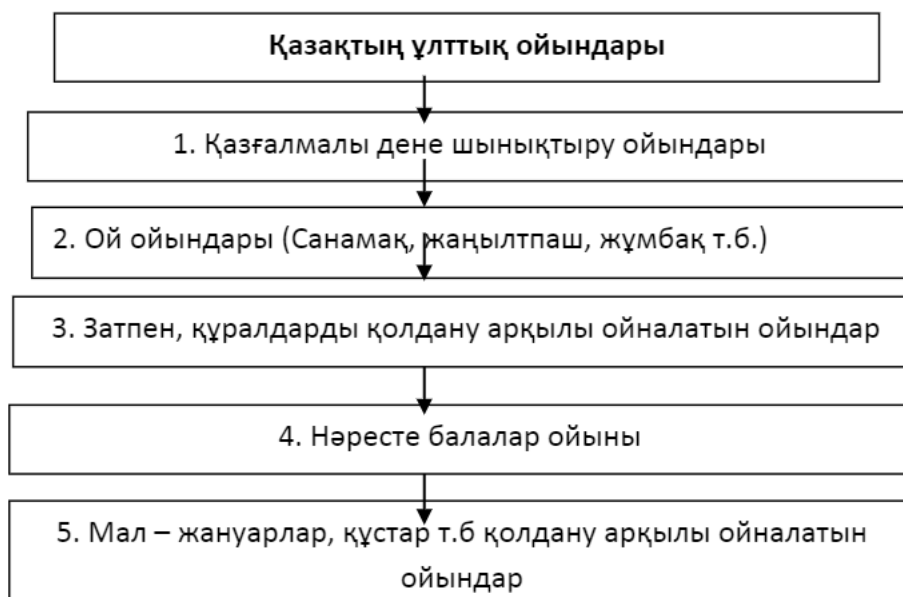 Қазақтың ұлттық ойындары
1. Қазғалмалы дене шынықтыру ойындары
2. Ой ойындары (Санамақ, жаңылтпаш, жұмбақ т.б.)
3. Затпен, құралдарды қолдану арқылы ойналатын ойындар
4. Нәресте балалар ойыны
5. Мал – жануарлар, құстар т.б қолдану арқылы ойналатын
ойындар